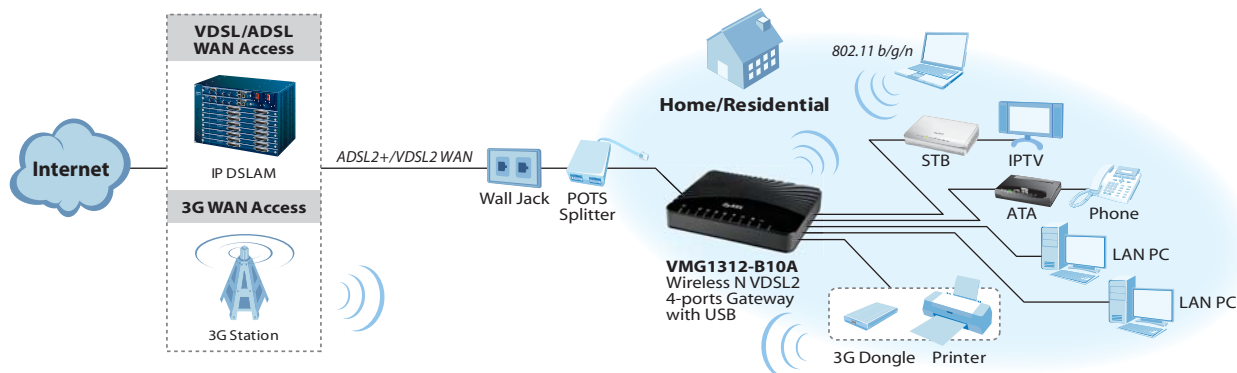 VDSL/ADSL
WAN Access
IP DSLAM
3G WAN Access
3G Station
Internet
ADSL2+/VDSL2 WAN
Wall Jack
POTS
Splitter
Home/Residential
802.11 b/g/n
STB
IPTV
ATA
Phone
LAN PC
LAN PC
ZyXEL
VMG1312-B10A
Wireless N VDSL2
4-ports Gateway
with USB
3G Dongle
Printer